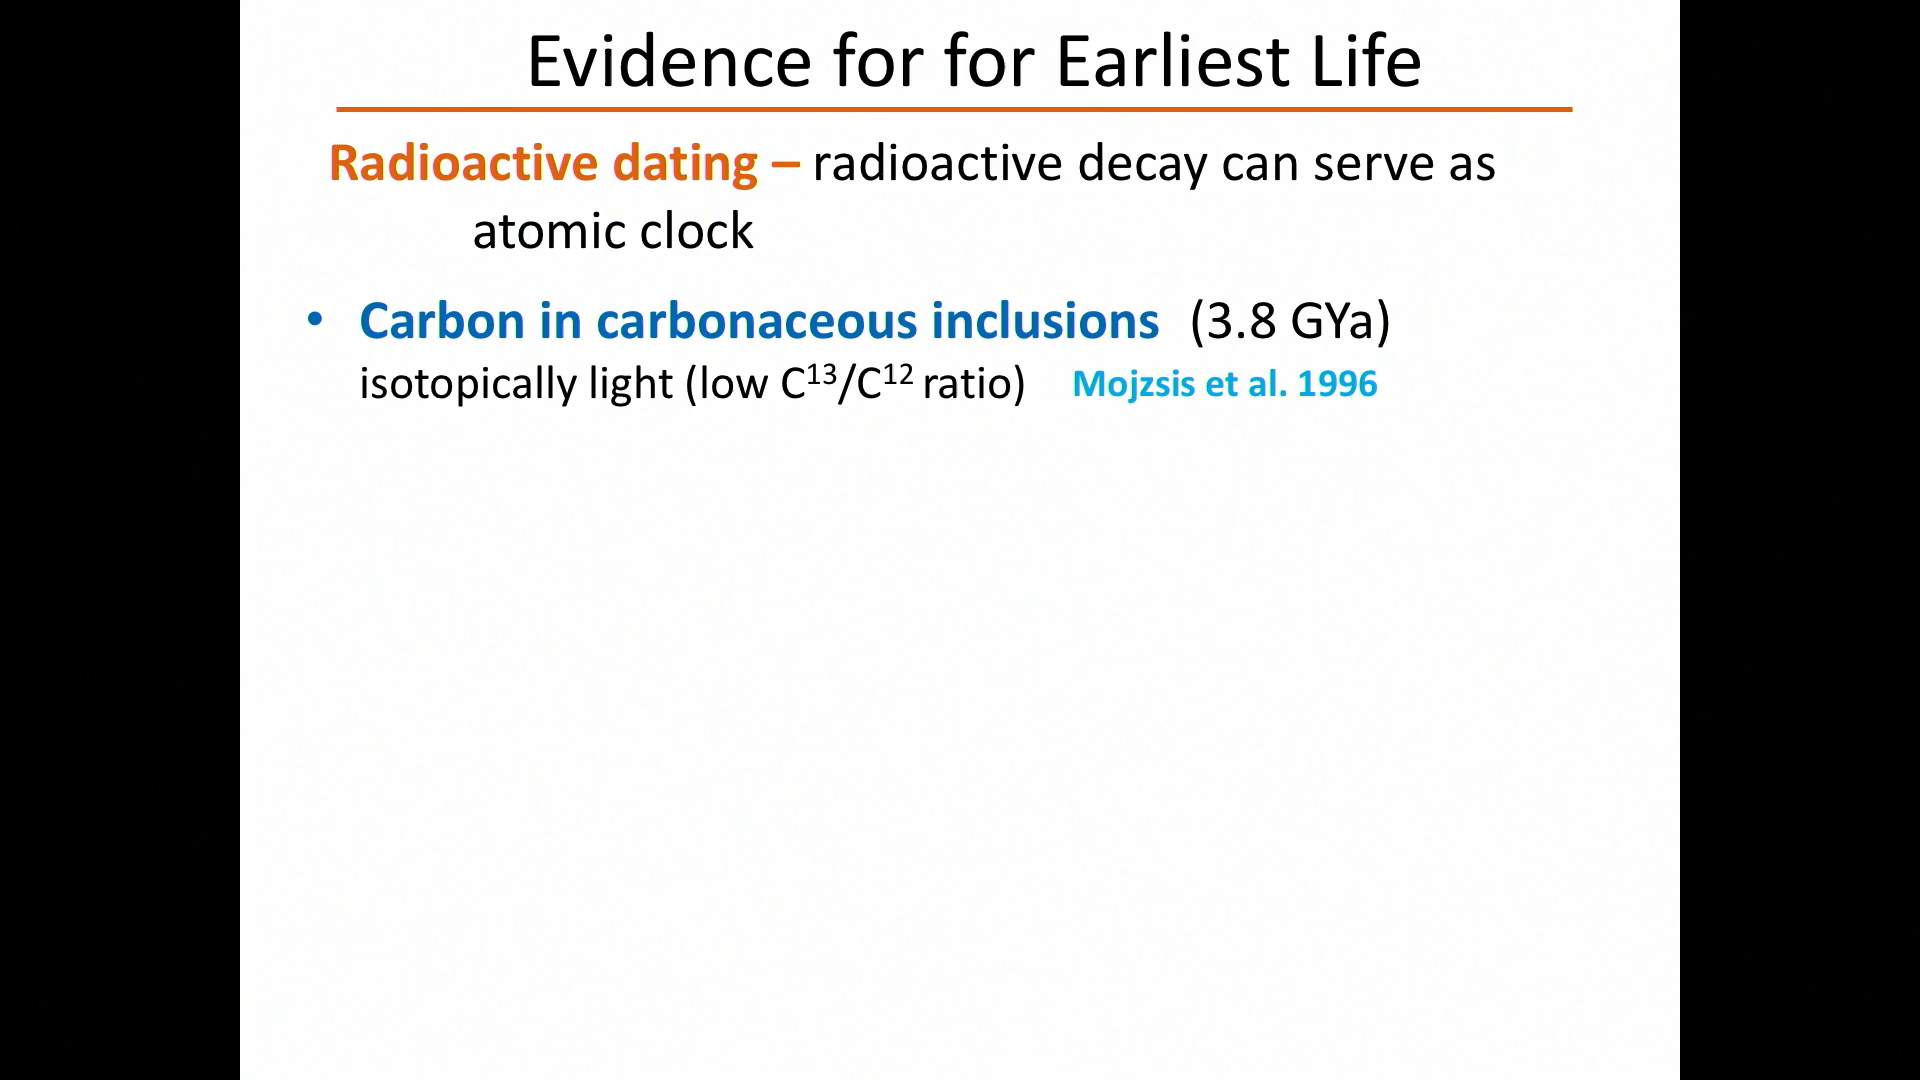 Evidence for for Earliest Life
Radioactive dating – radioactive decay can serve as
atomic clock
• Carbon in carbonaceous inclusions (3.8 GYa)
isotopically light (low C¹³/C¹² ratio) Mojzsis et al. 1996